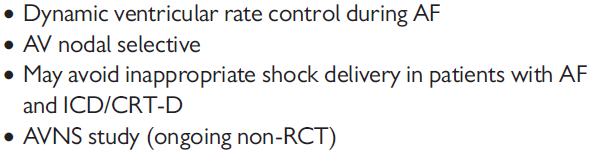 • Dynamic ventricular rate control during AF
• AV nodal selective
• May avoid inappropriate shock delivery in patients with AF
and ICD/CRT-D
• AVNS study (ongoing non-RCT)